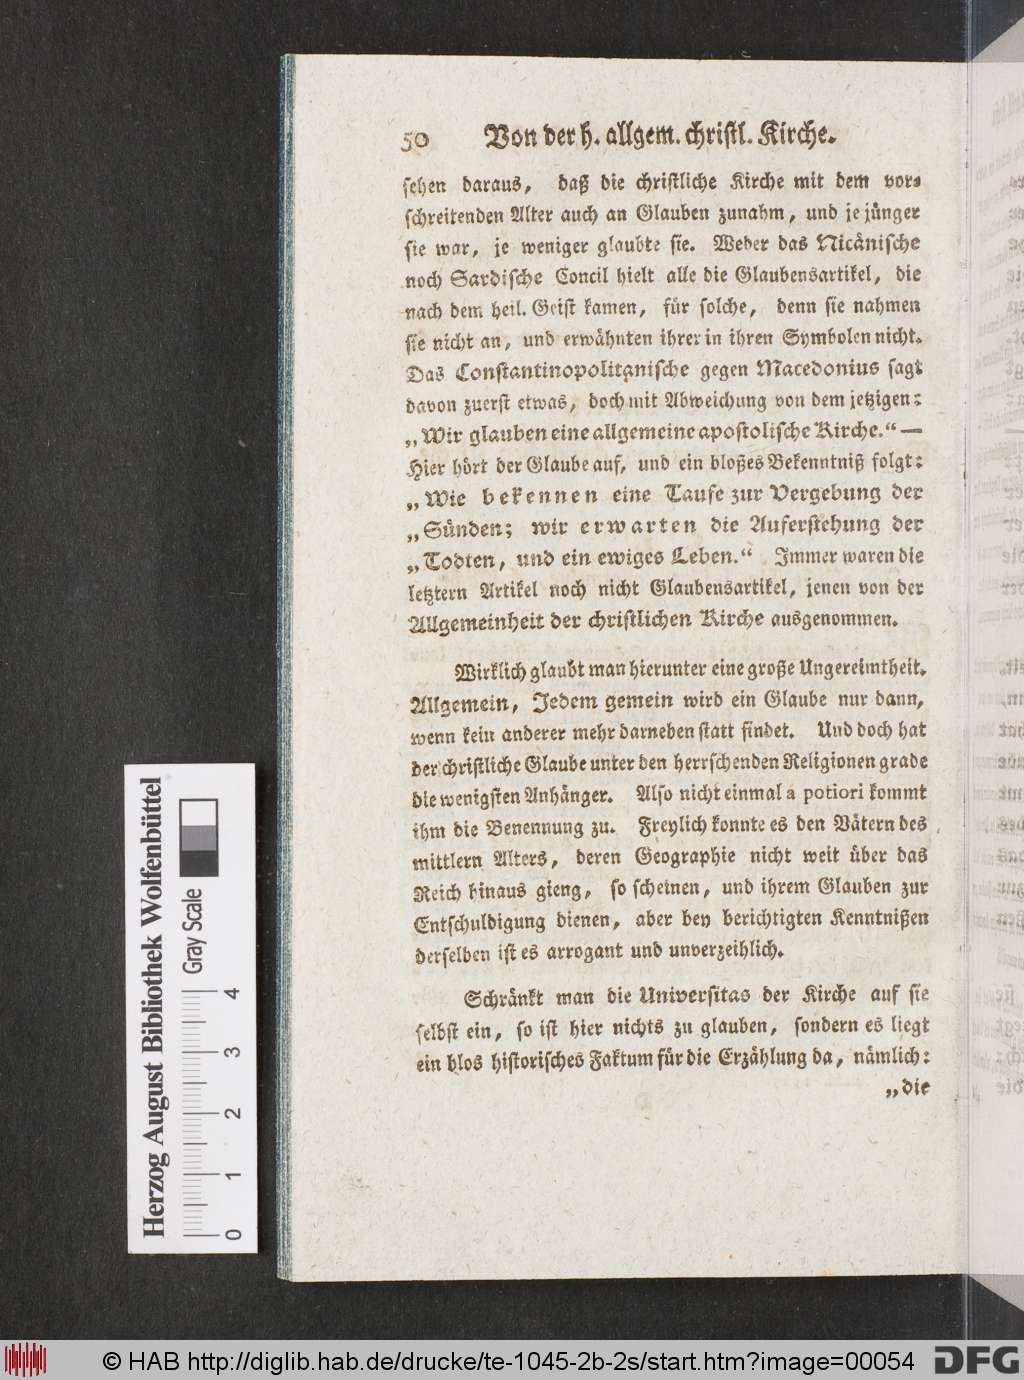 50 Von der h. allgem. christl. Kirche.
sehen daraus, daß die christliche Kirche mit dem vor-
schreitenden Alter auch an Glauben zunahm, und je jünger
sie war, je weniger glaubte sie. Weder das Nicänische
noch Sardische Concil hielt alle die Glaubensartikel, die
nach dem heil. Geist kamen, für solche, denn sie nahmen
sie nicht an, und erwähnten ihrer in ihren Symbolen nicht.
Das Constantinopolitanische gegen Macedonius sagt
davon zuerst etwas, doch mit Abweichung von dem jetzigen:
„Wir glauben eine allgemeine apostolische Kirche.“ —
Hier hört der Glaube auf, und ein bloßes Bekenntniß folgt:
„Wie bekennen eine Taufe zur Vergebung der
„Sünden; wir erwarten die Auferstehung der
„Todten, und ein ewiges Leben.“ Immer waren die
letztern Artikel noch nicht Glaubensartikel, jenen von der
Allgemeinheit der christlichen Kirche ausgenommen.
Wirklich glaubt man hierunter eine große Ungereimtheit.
Allgemein, Jedem gemein wird ein Glaube nur dann,
wenn kein anderer mehr darneben statt findet. Und doch hat
der christliche Glaube unter den herrschenden Religionen grade
die wenigsten Anhänger. Also nicht einmal a potiori kommt
ihm die Benennung zu. Freylich konnte es den Vätern des
mittlern Alters, deren Geographie nicht weit über das
Reich hinaus gieng, so scheinen, und ihrem Glauben zur
Entschuldigung dienen, aber bey berichtigten Kenntnißen
derselben ist es arrogant und unverzeihlich.
Schränkt man die Universitas der Kirche auf sie
selbst ein, so ist hier nichts zu glauben, sondern es liegt
ein blos historisches Faktum für die Erzählung da, nämlich:
„die
Herzog August Bibliothek Wolfenbüttel
Gray Scale
0 1 2 3 4
© HAB http://diglib.hab.de/drucke/te-1045-2b-2s/start.htm?image=00054
DFG